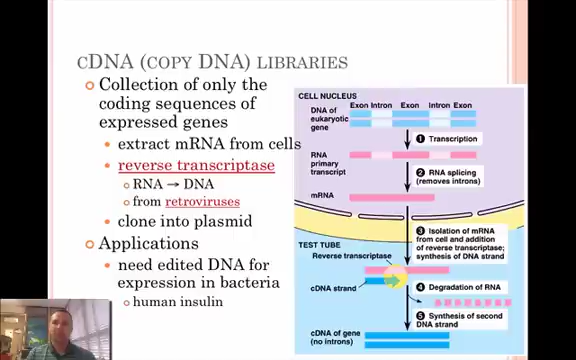 CDNA (COPY DNA) LIBRARIES
Collection of only the
coding sequences of
expressed genes
extract mRNA from cells
reverse transcriptase
RNA → DNA
from retroviruses
clone into plasmid
Applications
need edited DNA for
expression in bacteria
human insulin
CELL NUCLEUS
Exon Intron Exon Intron Exon
DNA of
eukaryotic
gene
1 Transcription
RNA
primary
transcript
2 RNA splicing
(removes introns)
mRNA
3 Isolation of mRNA
from cell and addition
of reverse transcriptase;
synthesis of DNA strand
TEST TUBE
Reverse transcriptase
cDNA strand
4 Degradation of RNA
5 Synthesis of second
DNA strand
cDNA of gene
(no introns)